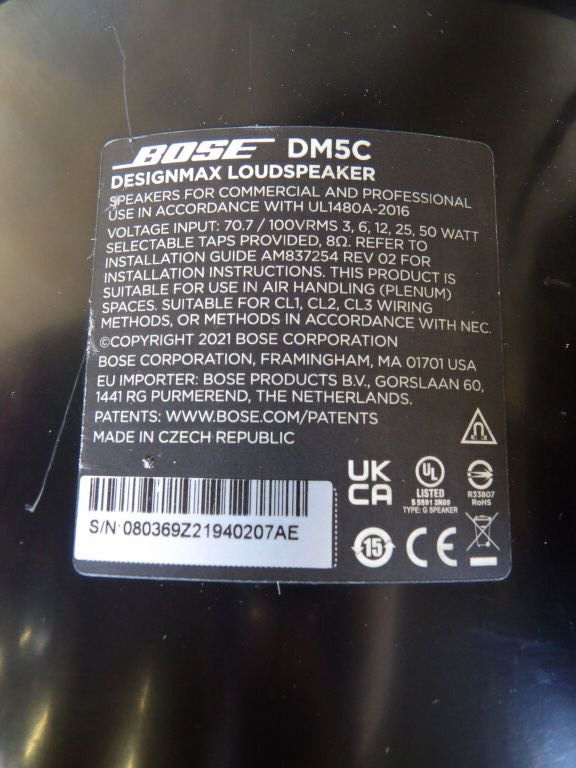 BOSE DM5C
DESIGNMAX LOUDSPEAKER
SPEAKERS FOR COMMERCIAL AND PROFESSIONAL
USE IN ACCORDANCE WITH UL1480A-2016
VOLTAGE INPUT: 70.7 / 100VRMS 3, 6, 12, 25, 50 WATT
SELECTABLE TAPS PROVIDED, 8Ω. REFER TO
INSTALLATION GUIDE AM837254 REV 02 FOR
INSTALLATION INSTRUCTIONS. THIS PRODUCT IS
SUITABLE FOR USE IN AIR HANDLING (PLENUM)
SPACES. SUITABLE FOR CL1, CL2, CL3 WIRING
METHODS, OR METHODS IN ACCORDANCE WITH NEC.
©COPYRIGHT 2021 BOSE CORPORATION
BOSE CORPORATION, FRAMINGHAM, MA 01701 USA
EU IMPORTER: BOSE PRODUCTS B.V., GORSLAAN 60,
1441 RG PURMEREND, THE NETHERLANDS.
PATENTS: WWW.BOSE.COM/PATENTS
MADE IN CZECH REPUBLIC
UK
CA
UL
LISTED
S 5591 3N89
TYPE: G SPEAKER
R33807
RoHS
S/N 080369Z21940207AE
15
CE